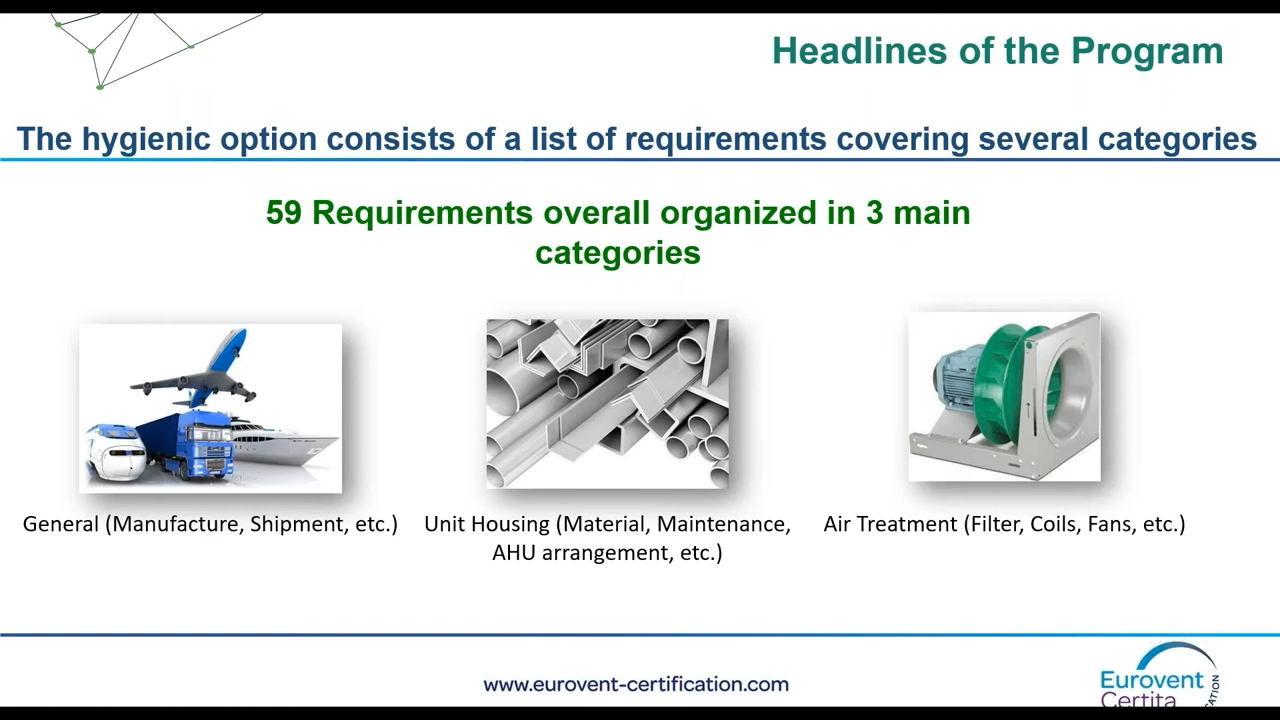 Headlines of the Program
The hygienic option consists of a list of requirements covering several categories
59 Requirements overall organized in 3 main
categories
General (Manufacture, Shipment, etc.)
Unit Housing (Material, Maintenance,
AHU arrangement, etc.)
Air Treatment (Filter, Coils, Fans, etc.)
www.eurovent-certification.com
Eurovent
Certita